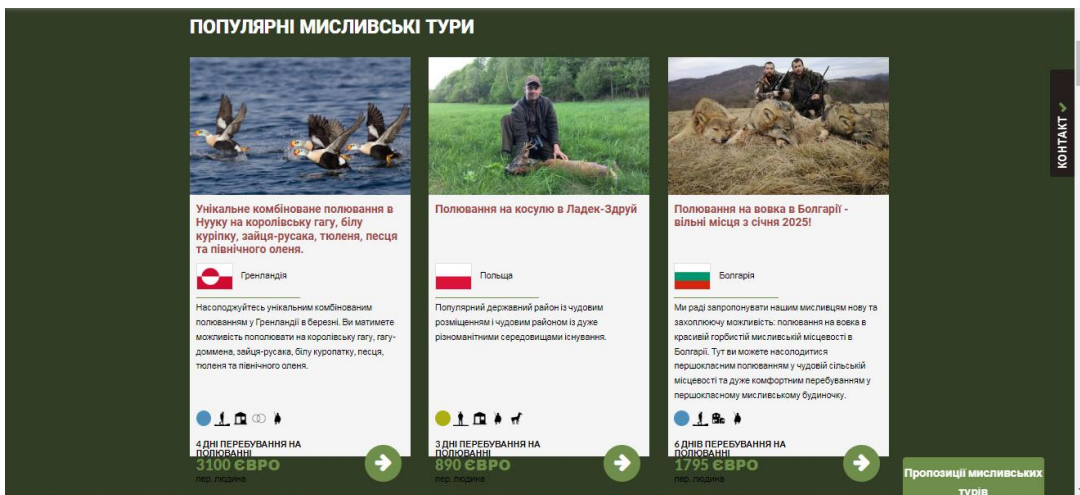 ПОПУЛЯРНІ МИСЛИВСЬКІ ТУРИ
Унікальне комбіноване полювання в
Нууку на королівську гагу, білу
куріпку, зайця-русака, тюленя, песця
та північного оленя.
Гренландія
Насолоджуйтесь унікальним комбінованим
полюванням у Гренландії в березні. Ви матимете
можливість пополювати на королівську гагу, гагу-
доммена, зайця-русака, білу куропатку, песця,
тюленя та північного оленя.
4 ДНІ ПЕРЕБУВАННЯ НА
ПОЛЮВАННІ
3100 ЄВРО
пер. людина
Полювання на косулю в Ладек-Здруй
Польща
Популярний державний район із чудовим
розміщенням і чудовим районом із дуже
різноманітними середовищами існування.
3 ДНІ ПЕРЕБУВАННЯ НА
ПОЛЮВАННІ
890 ЄВРО
пер. людина
Полювання на вовка в Болгарії -
вільні місця з січня 2025!
Болгарія
Ми раді запропонувати нашим мисливцям нову та
захоплюючу можливість: полювання на вовка в
красивій горбистій мисливській місцевості в
Болгарії. Тут ви можете насолодитися
першокласним полюванням у чудовій сільській
місцевості та дуже комфортним перебуванням у
першокласному мисливському будиночку.
6 ДНІВ ПЕРЕБУВАННЯ НА
ПОЛЮВАННІ
1795 ЄВРО
пер. людина
КОНТАКТ
Пропозиції мисливських
турів